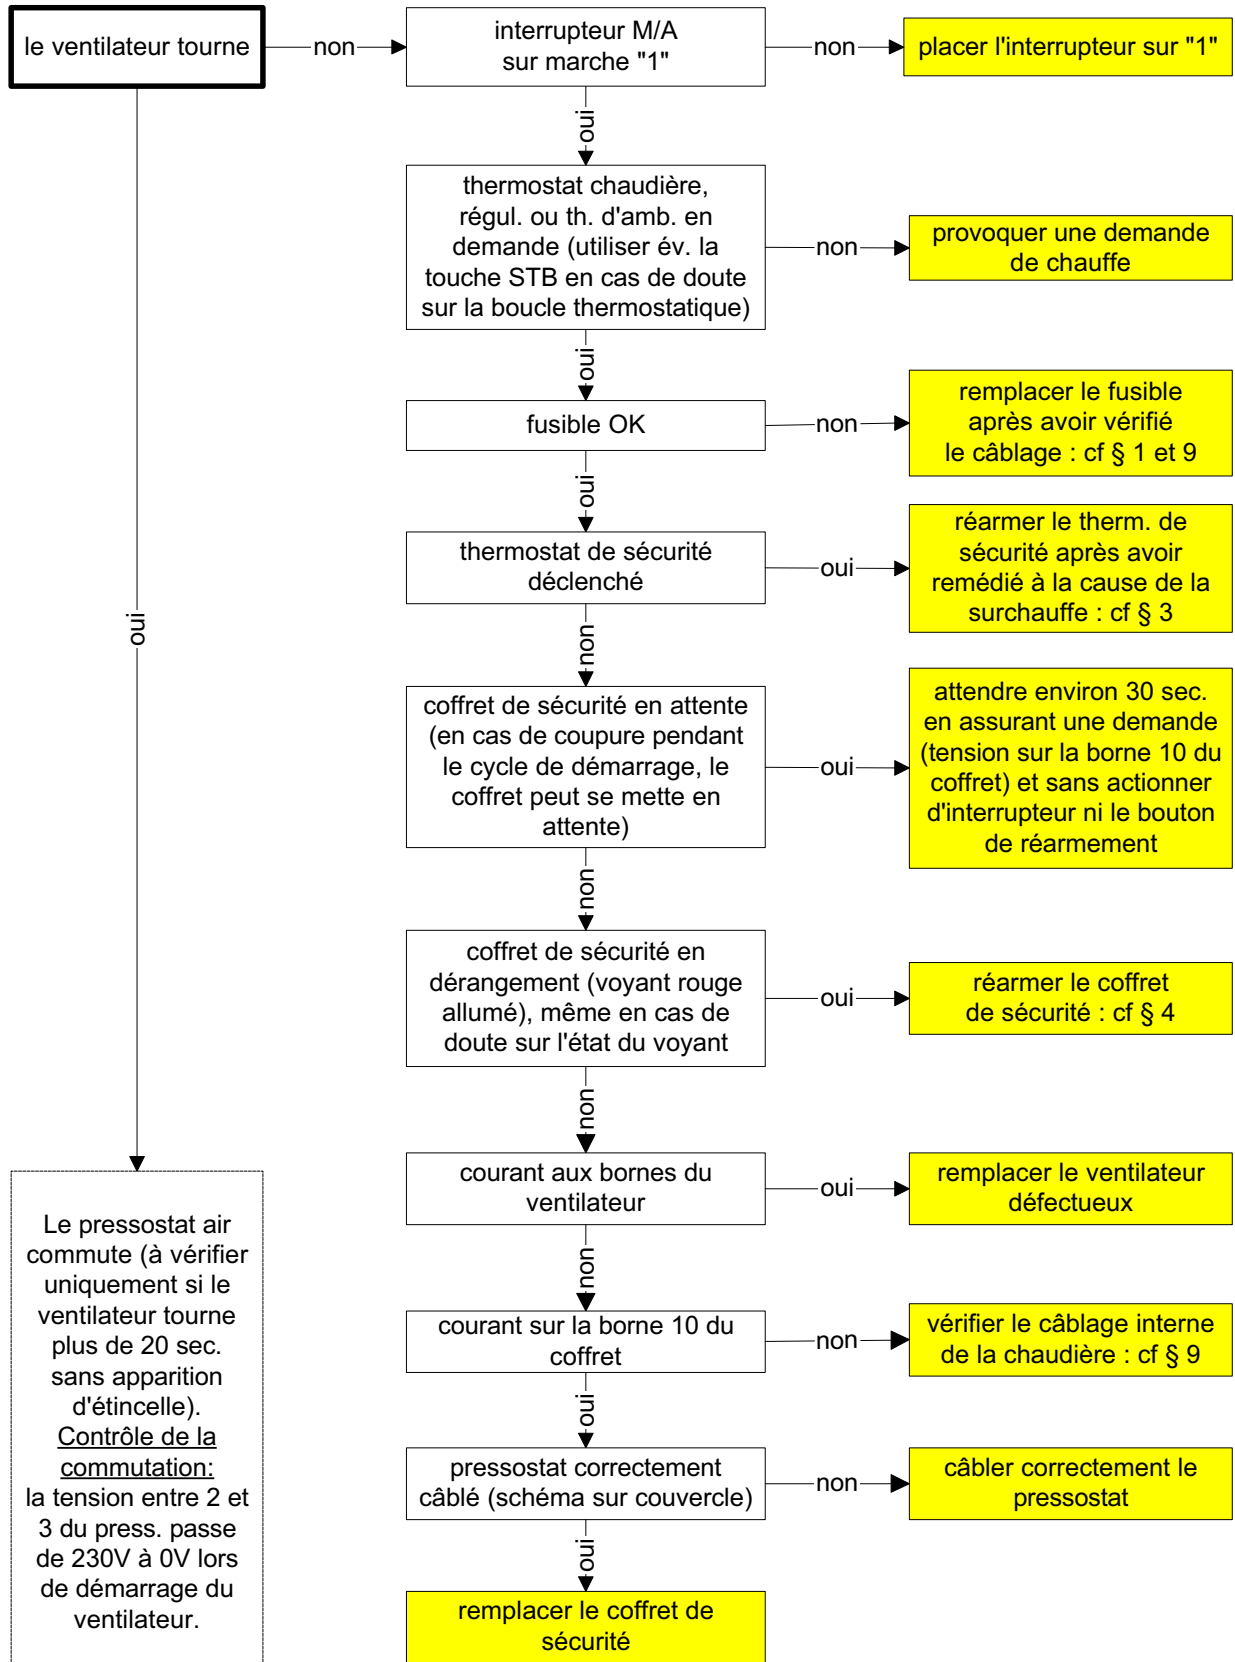 le ventilateur tourne
non
interrupteur M/A
sur marche "1"
non
placer l'interrupteur sur "1"
oui
thermostat chaudière,
régul. ou th. d'amb. en
demande (utiliser év. la
touche STB en cas de doute
sur la boucle thermostatique)
non
provoquer une demande
de chauffe
oui
fusible OK
non
remplacer le fusible
après avoir vérifié
le câblage : cf § 1 et 9
oui
thermostat de sécurité
déclenché
oui
réarmer le therm. de
sécurité après avoir
remédié à la cause de la
surchauffe : cf § 3
non
coffret de sécurité en attente
(en cas de coupure pendant
le cycle de démarrage, le
coffret peut se mette en
attente)
oui
attendre environ 30 sec.
en assurant une demande
(tension sur la borne 10 du
coffret) et sans actionner
d'interrupteur ni le bouton
de réarmement
non
coffret de sécurité en
dérangement (voyant rouge
allumé), même en cas de
doute sur l'état du voyant
oui
réarmer le coffret
de sécurité : cf § 4
non
courant aux bornes du
ventilateur
oui
remplacer le ventilateur
défectueux
non
courant sur la borne 10 du
coffret
non
vérifier le câblage interne
de la chaudière : cf § 9
oui
pressostat correctement
câblé (schéma sur couvercle)
non
câbler correctement le
pressostat
oui
remplacer le coffret de
sécurité
oui
Le pressostat air
commute (à vérifier
uniquement si le
ventilateur tourne
plus de 20 sec.
sans apparition
d'étincelle).
Contrôle de la
commutation:
la tension entre 2 et
3 du press. passe
de 230V à 0V lors
de démarrage du
ventilateur.